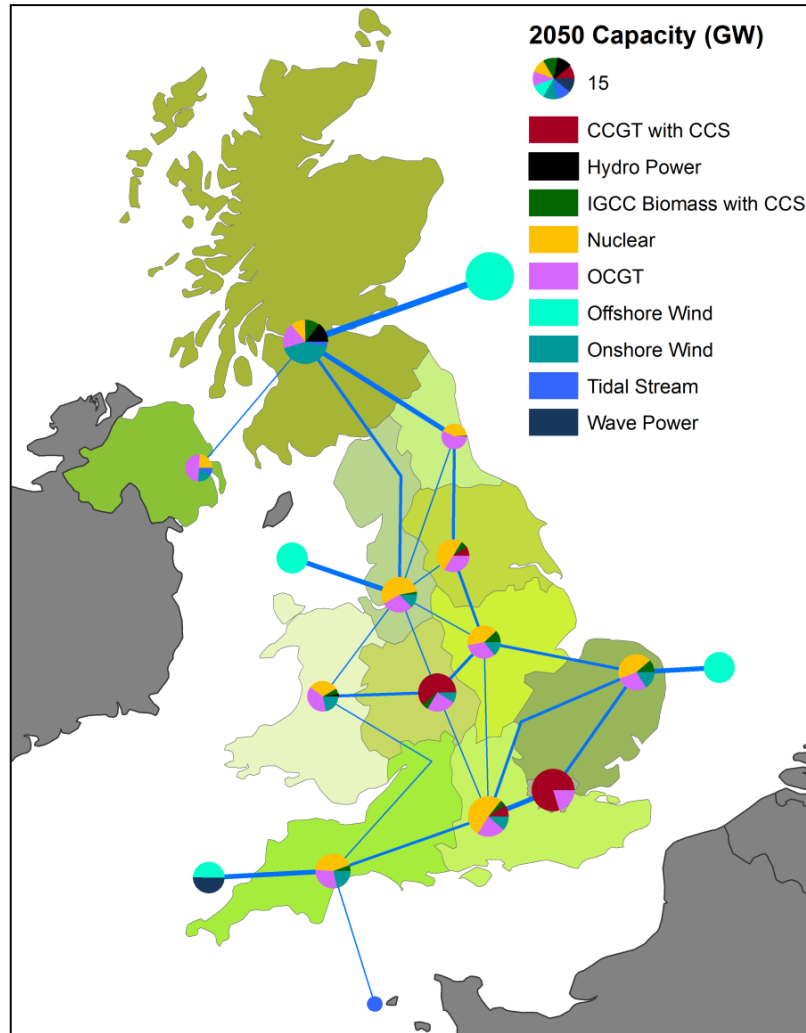 2050 Capacity (GW)
15
CCGT with CCS
Hydro Power
IGCC Biomass with CCS
Nuclear
OCGT
Offshore Wind
Onshore Wind
Tidal Stream
Wave Power